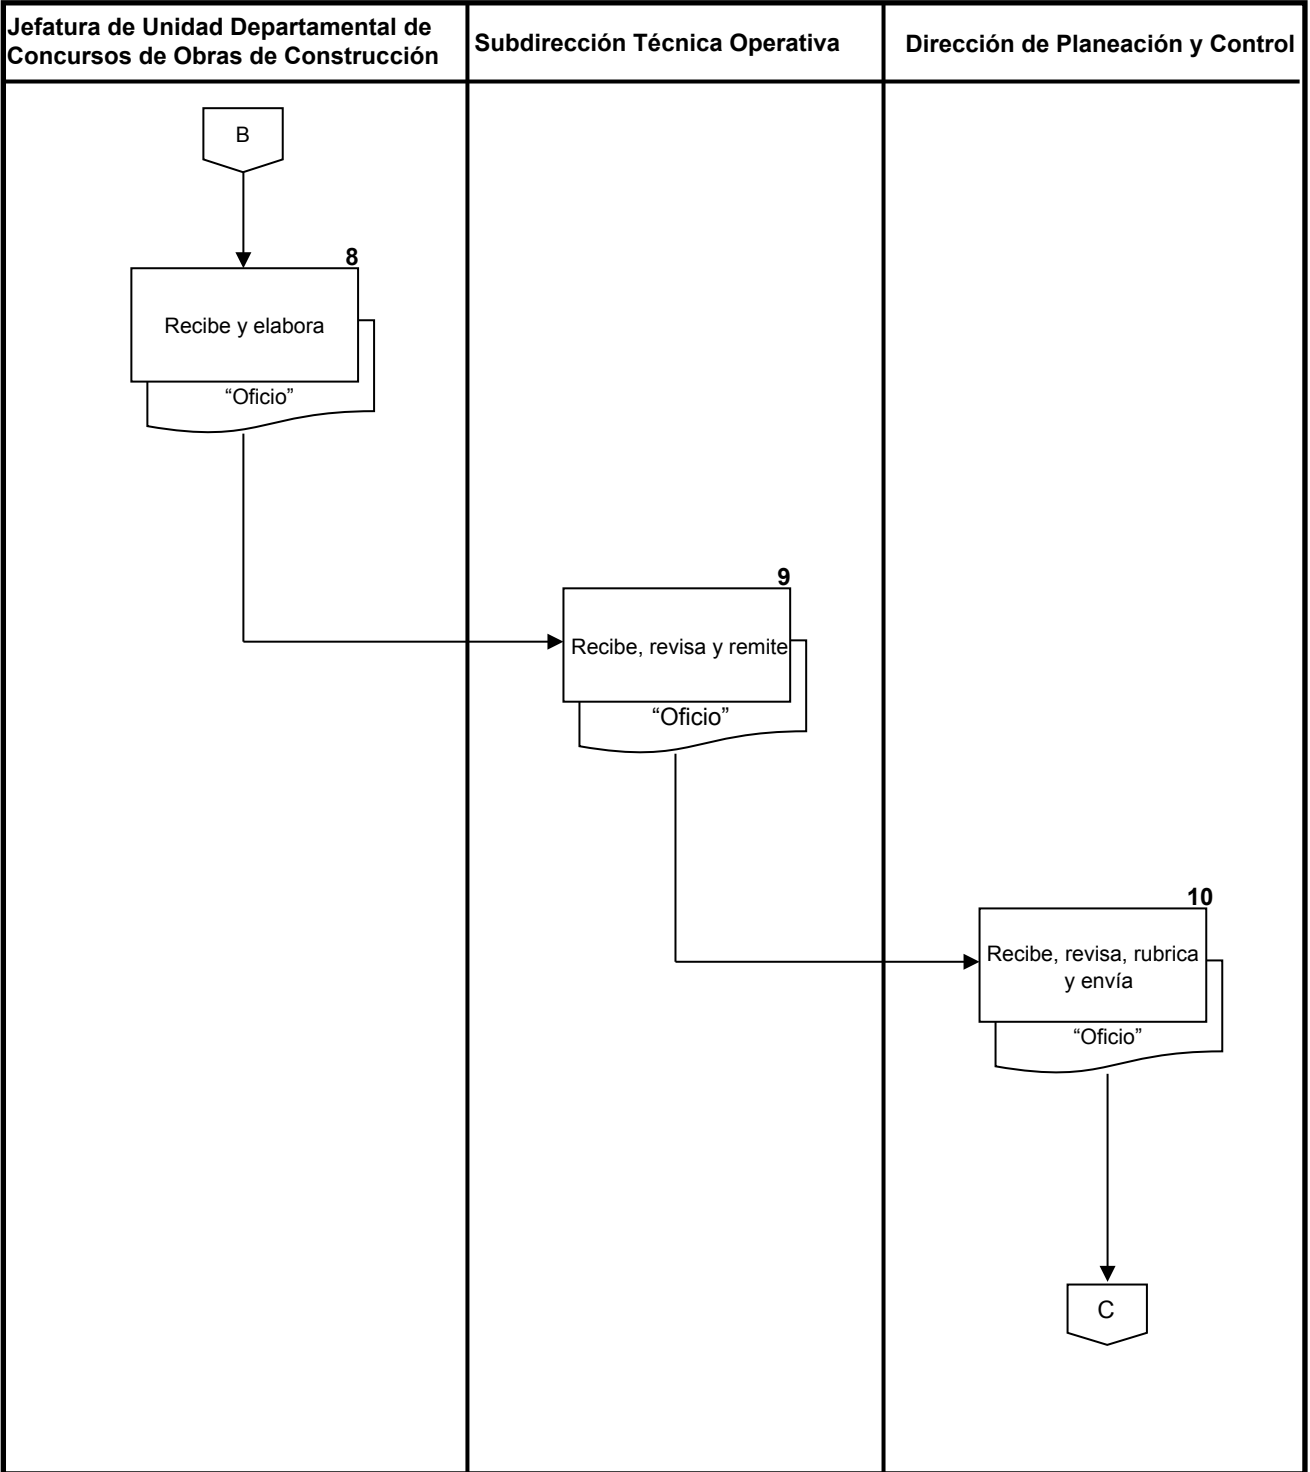 Jefatura de Unidad Departamental de
Concursos de Obras de Construcción
Subdirección Técnica Operativa
Dirección de Planeación y Control
B
8
Recibe y elabora
“Oficio”
9
Recibe, revisa y remite
“Oficio”
10
Recibe, revisa, rubrica
y envía
“Oficio”
C